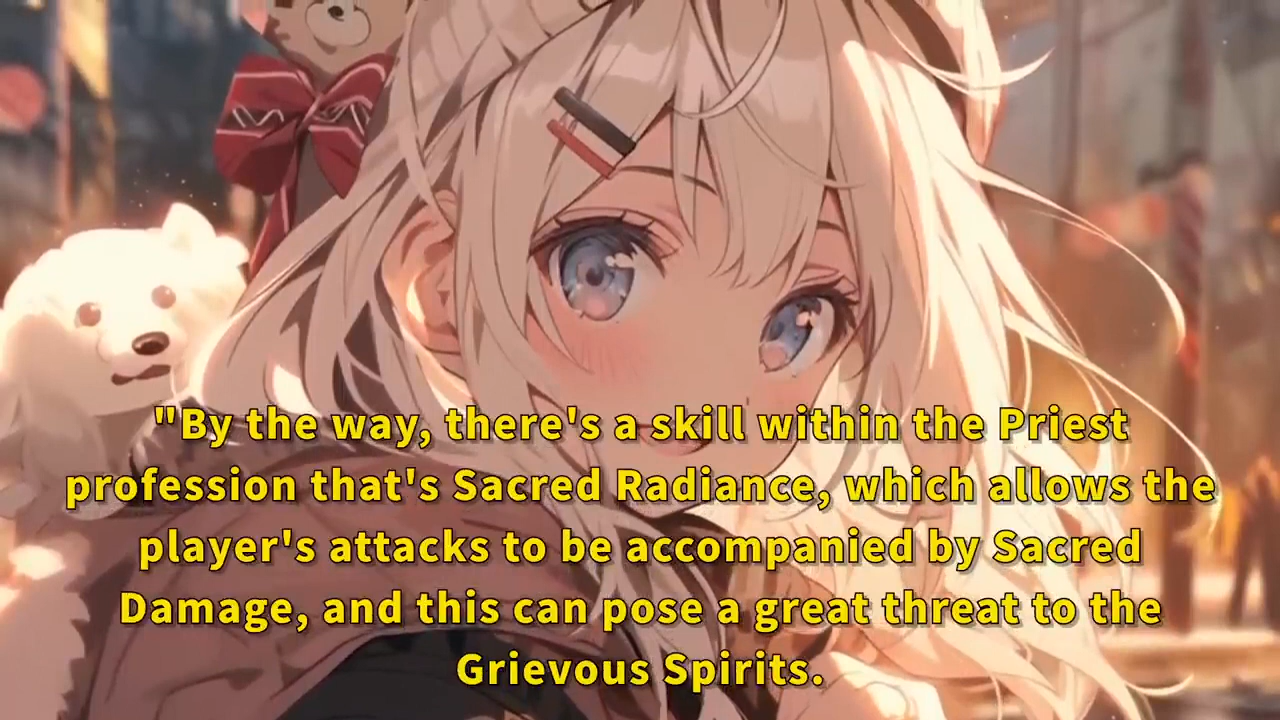 "By the way, there's a skill within the Priest
profession that's Sacred Radiance, which allows the
player's attacks to be accompanied by Sacred
Damage, and this can pose a great threat to the
Grievous Spirits.